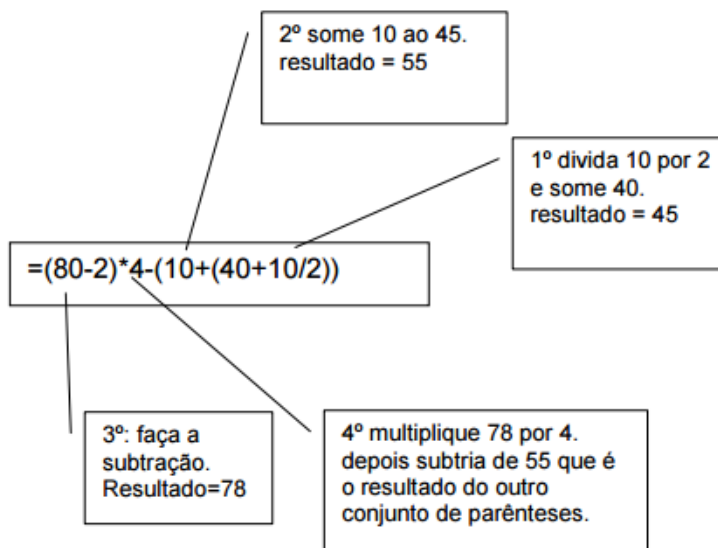 2º some 10 ao 45.
resultado = 55
1º divida 10 por 2
e some 40.
resultado = 45
=(80-2)*4-(10+(40+10/2))
3º: faça a
subtração.
Resultado=78
4º multiplique 78 por 4.
depois subtria de 55 que é
o resultado do outro
conjunto de parênteses.